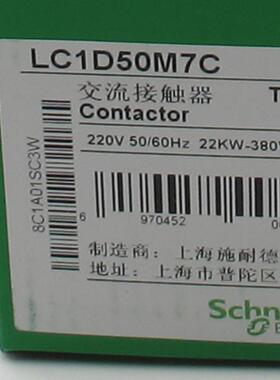 LC1D50M7C
交流接触器
Contactor
220V 50/60Hz 22KW-380V
8C1A01SC3W
6 970452
制造商：上海施耐德
地址：上海市普陀区